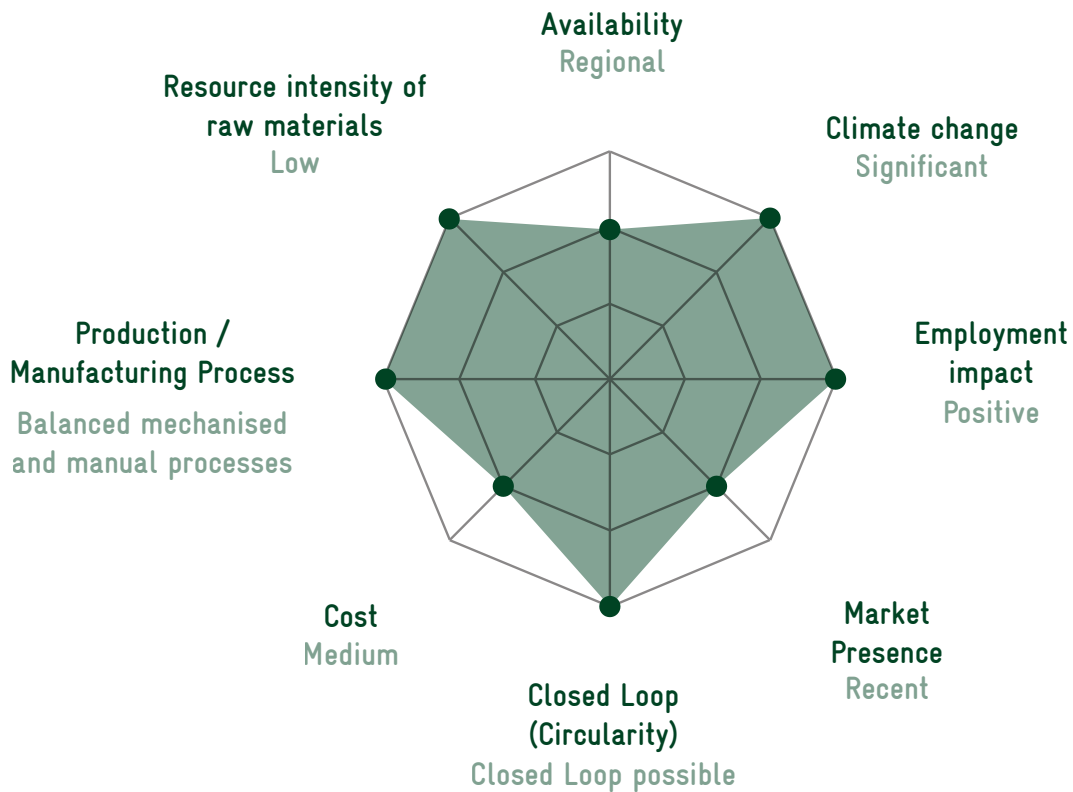 Availability
Regional
Resource intensity of
raw materials
Low
Climate change
Significant
Production /
Manufacturing Process
Balanced mechanised
and manual processes
Employment
impact
Positive
Cost
Medium
Market
Presence
Recent
Closed Loop
(Circularity)
Closed Loop possible